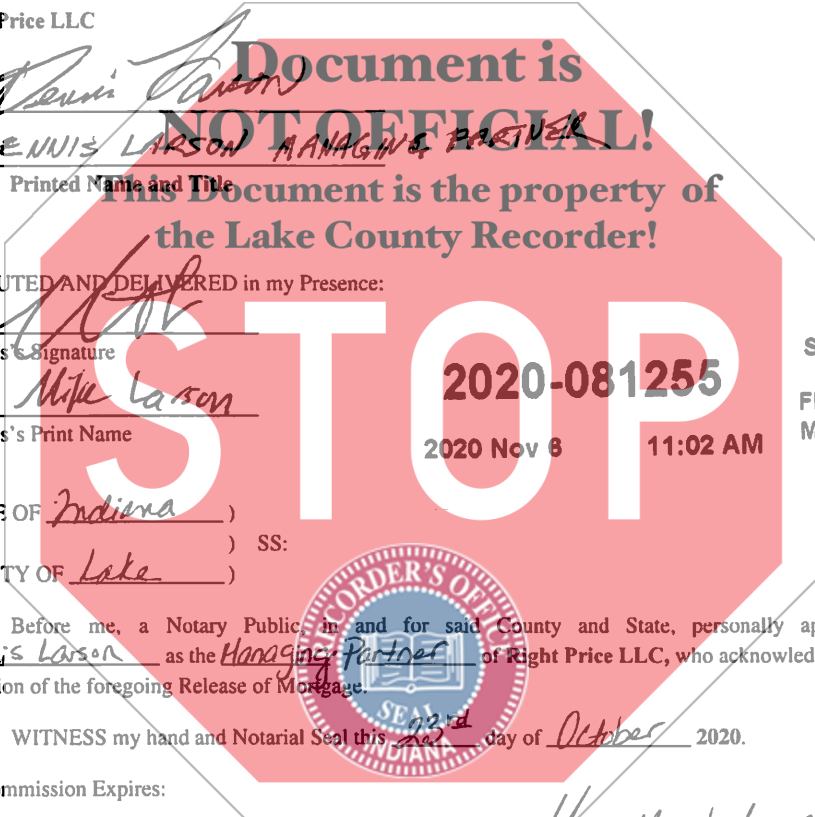 Price LLC
Dennis Larson
Document is
NOT OFFICIAL!
ENNIS LARSON MANAGING PARTNER
Printed Name and Title
This Document is the property of
the Lake County Recorder!
UTED AND DELIVERED in my Presence:
s's Signature
STOP
Mike Larson
s's Print Name
2020-081255
2020 Nov 6 11:02 AM
S
FI
M
E OF Indiana )
) SS:
TY OF Lake )
RECORDER'S OFFICE
Before me, a Notary Public, in and for said County and State, personally ap
is Larson as the Managing Partner of Right Price LLC, who acknowled
ion of the foregoing Release of Mortgage.
SEAL
INDIANA
WITNESS my hand and Notarial Seal this 23rd day of October 2020.
mmission Expires: